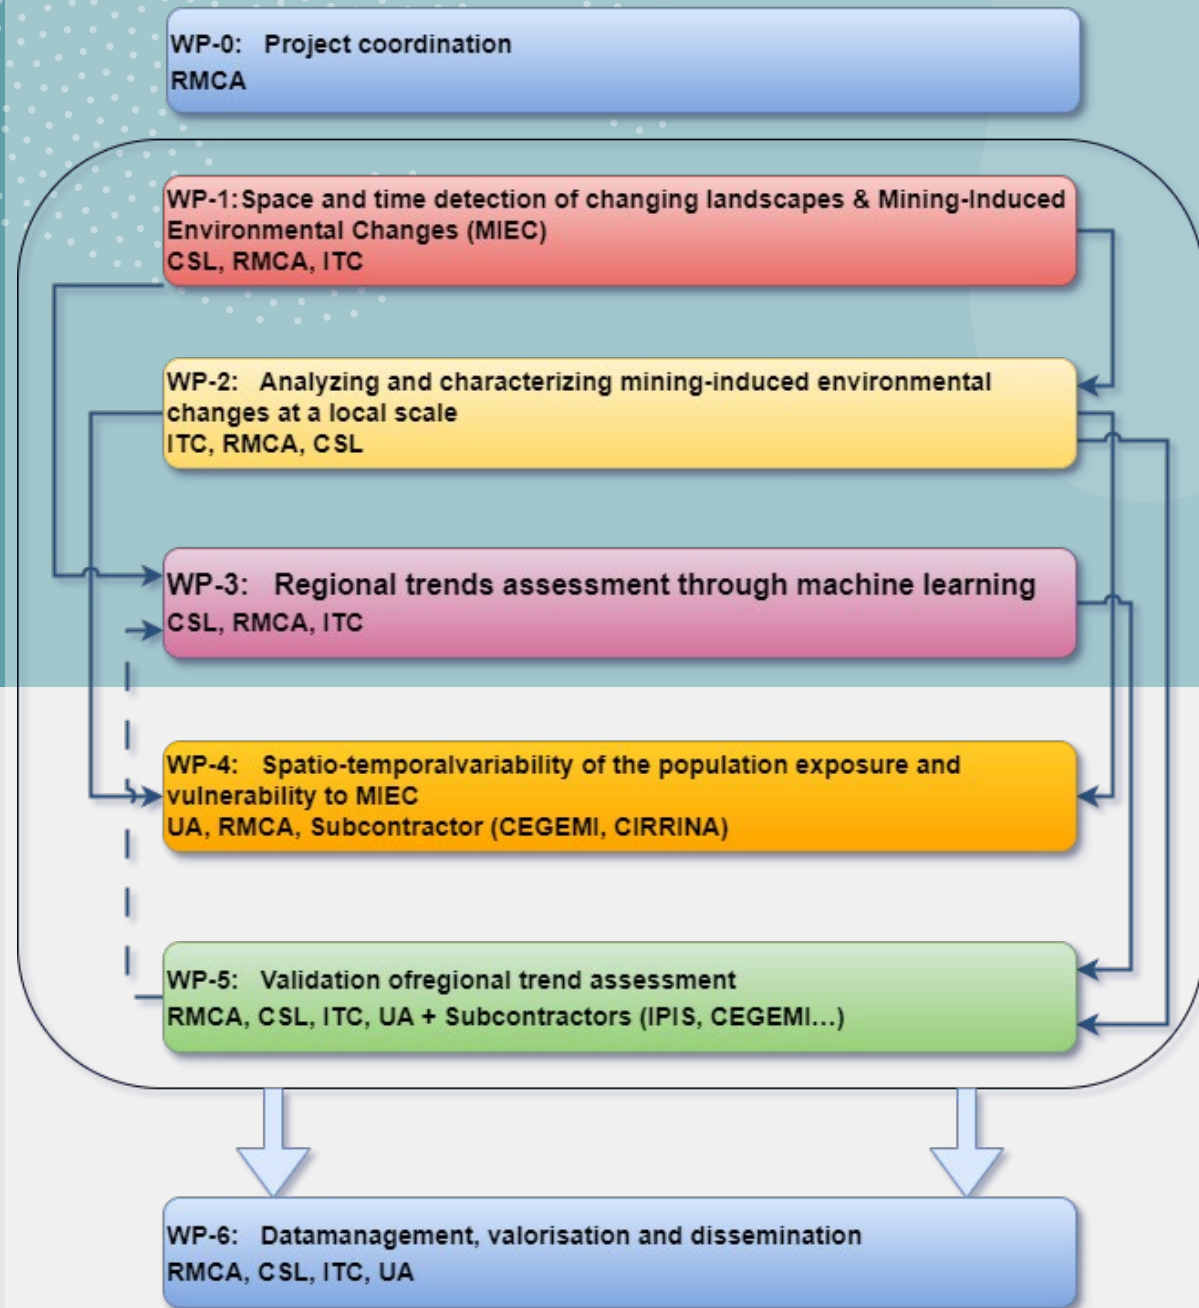 WP-0: Project coordination
RMCA
WP-1:Space and time detection of changing landscapes & Mining-Induced
Environmental Changes (MIEC)
CSL, RMCA, ITC
WP-2: Analyzing and characterizing mining-induced environmental
changes at a local scale
ITC, RMCA, CSL
WP-3: Regional trends assessment through machine learning
CSL, RMCA, ITC
WP-4: Spatio-temporalvariability of the population exposure and
vulnerability to MIEC
UA, RMCA, Subcontractor (CEGEMI, CIRRINA)
WP-5: Validation ofregional trend assessment
RMCA, CSL, ITC, UA + Subcontractors (IPIS, CEGEMI...)
WP-6: Datamanagement, valorisation and dissemination
RMCA, CSL, ITC, UA